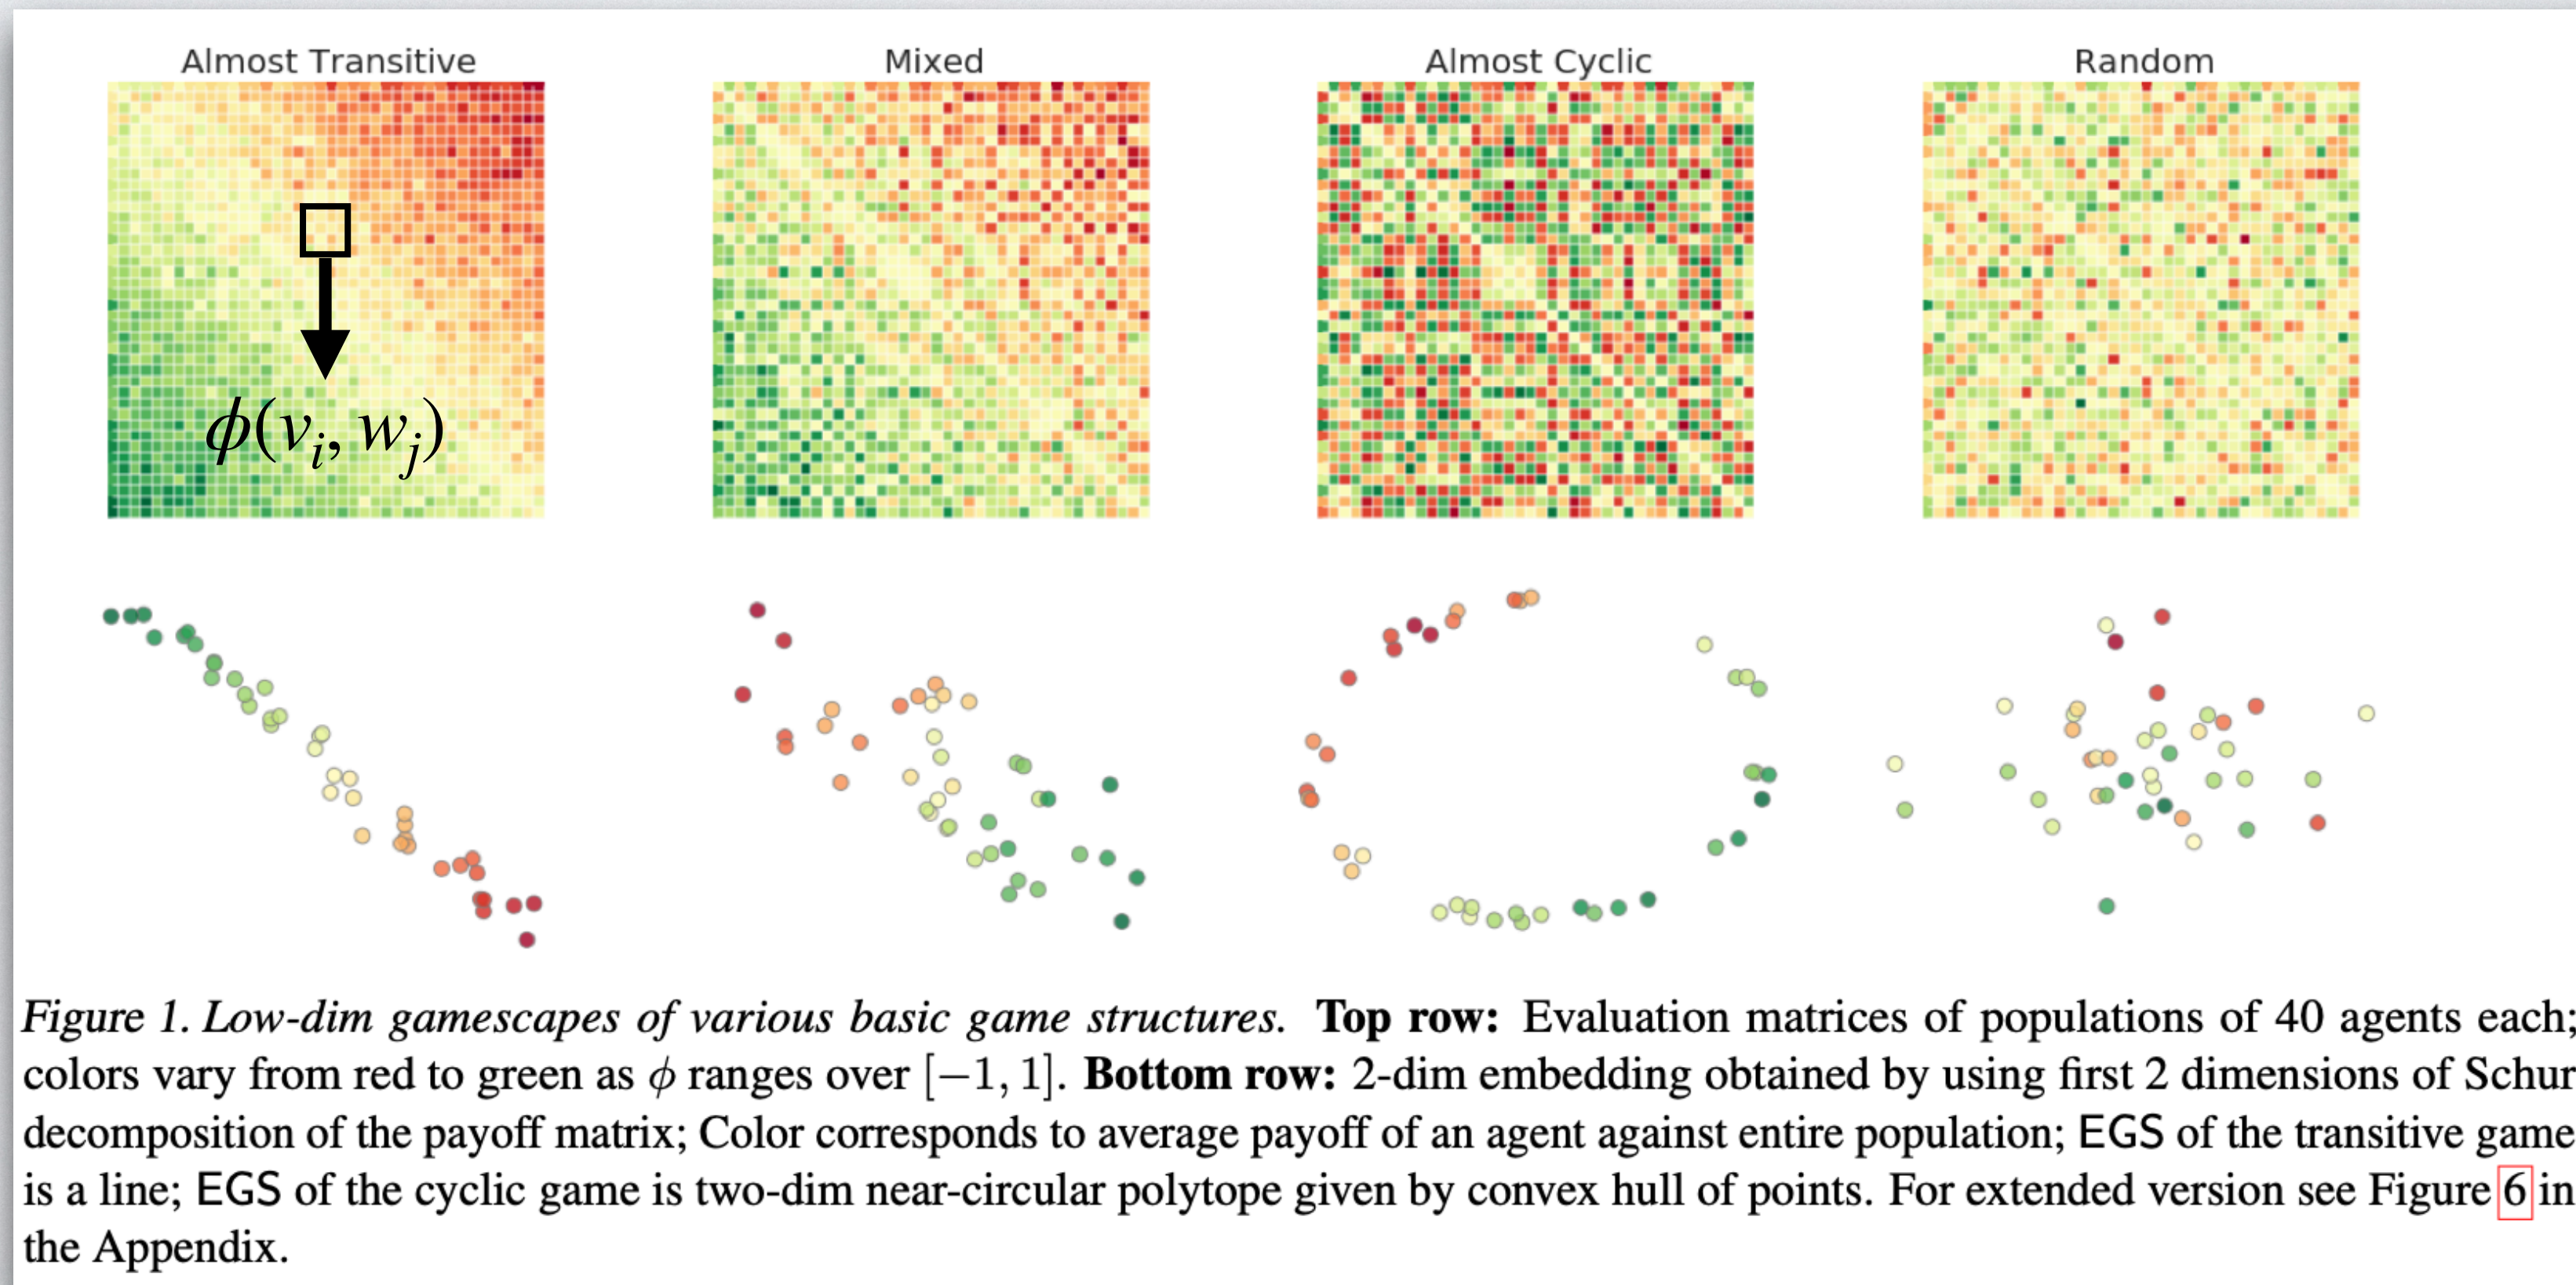 Almost Transitive
Mixed
Almost Cyclic
Random
ϕ(v_i, w_j)
Figure 1. Low-dim gamescapes of various basic game structures. Top row: Evaluation matrices of populations of 40 agents each;
colors vary from red to green as ϕ ranges over [−1, 1]. Bottom row: 2-dim embedding obtained by using first 2 dimensions of Schur
decomposition of the payoff matrix; Color corresponds to average payoff of an agent against entire population; EGS of the transitive game
is a line; EGS of the cyclic game is two-dim near-circular polytope given by convex hull of points. For extended version see Figure 6 in
the Appendix.